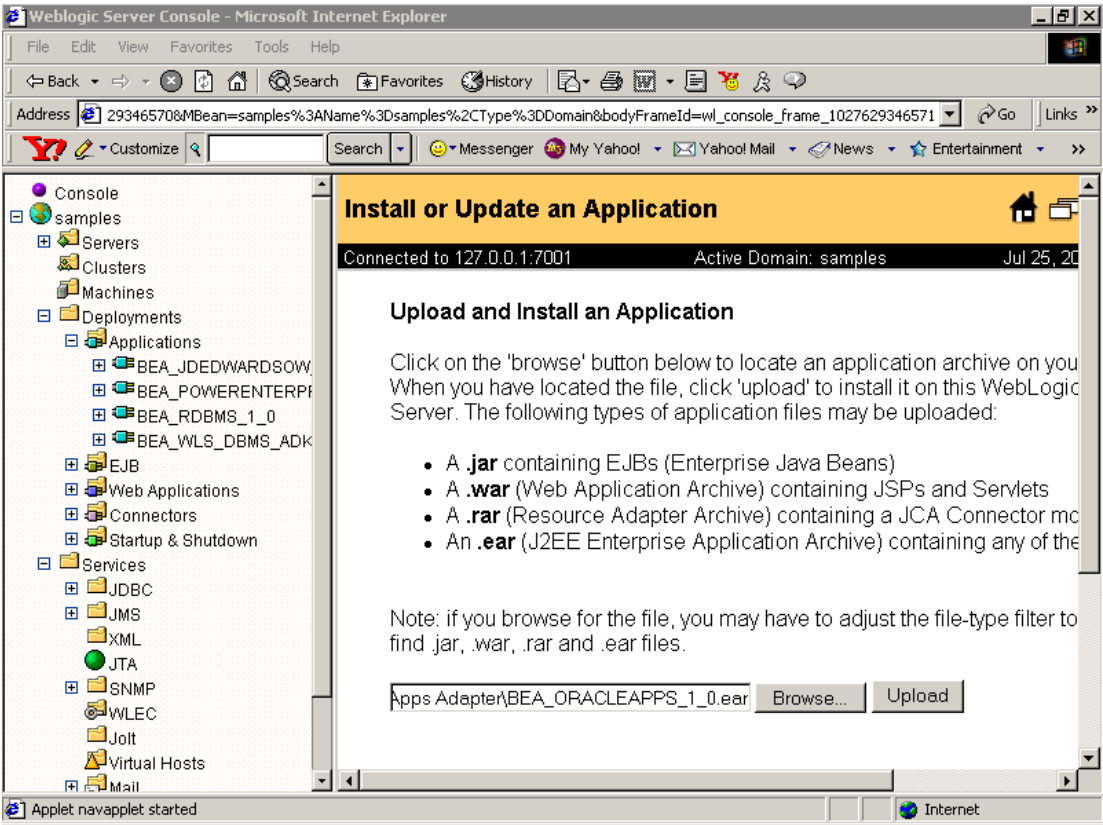 Weblogic Server Console - Microsoft Internet Explorer
File Edit View Favorites Tools Help
Back Search Favorites History
Address 29346570&MBean=samples%3AName%3Dsamples%2CType%3DDomain&bodyFrameId=wl_console_frame_1027629346571 Go Links »
Y! Customize Search Messenger My Yahoo! Yahoo! Mail News Entertainment »
Console
samples
Servers
Clusters
Machines
Deployments
Applications
BEA_JDEDWARDSOW_
BEA_POWERENTERPR
BEA_RDBMS_1_0
BEA_WLS_DBMS_ADK
EJB
Web Applications
Connectors
Startup & Shutdown
Services
JDBC
JMS
XML
JTA
SNMP
WLEC
Jolt
Virtual Hosts
Mail
Install or Update an Application
Connected to 127.0.0.1:7001 Active Domain: samples Jul 25, 20
Upload and Install an Application
Click on the 'browse' button below to locate an application archive on you
When you have located the file, click 'upload' to install it on this WebLogic
Server. The following types of application files may be uploaded:
• A .jar containing EJBs (Enterprise Java Beans)
• A .war (Web Application Archive) containing JSPs and Servlets
• A .rar (Resource Adapter Archive) containing a JCA Connector mo
• An .ear (J2EE Enterprise Application Archive) containing any of the
Note: if you browse for the file, you may have to adjust the file-type filter to
find .jar, .war, .rar and .ear files.
Apps Adapter\BEA_ORACLEAPPS_1_0.ear Browse... Upload
Applet navapplet started Internet